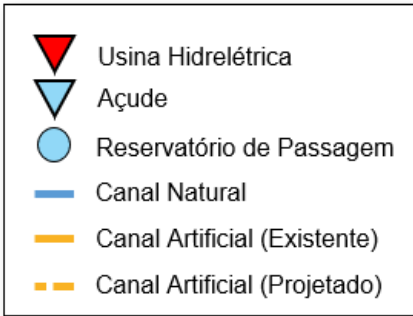 Usina Hidrelétrica
Açude
Reservatório de Passagem
Canal Natural
Canal Artificial (Existente)
Canal Artificial (Projetado)